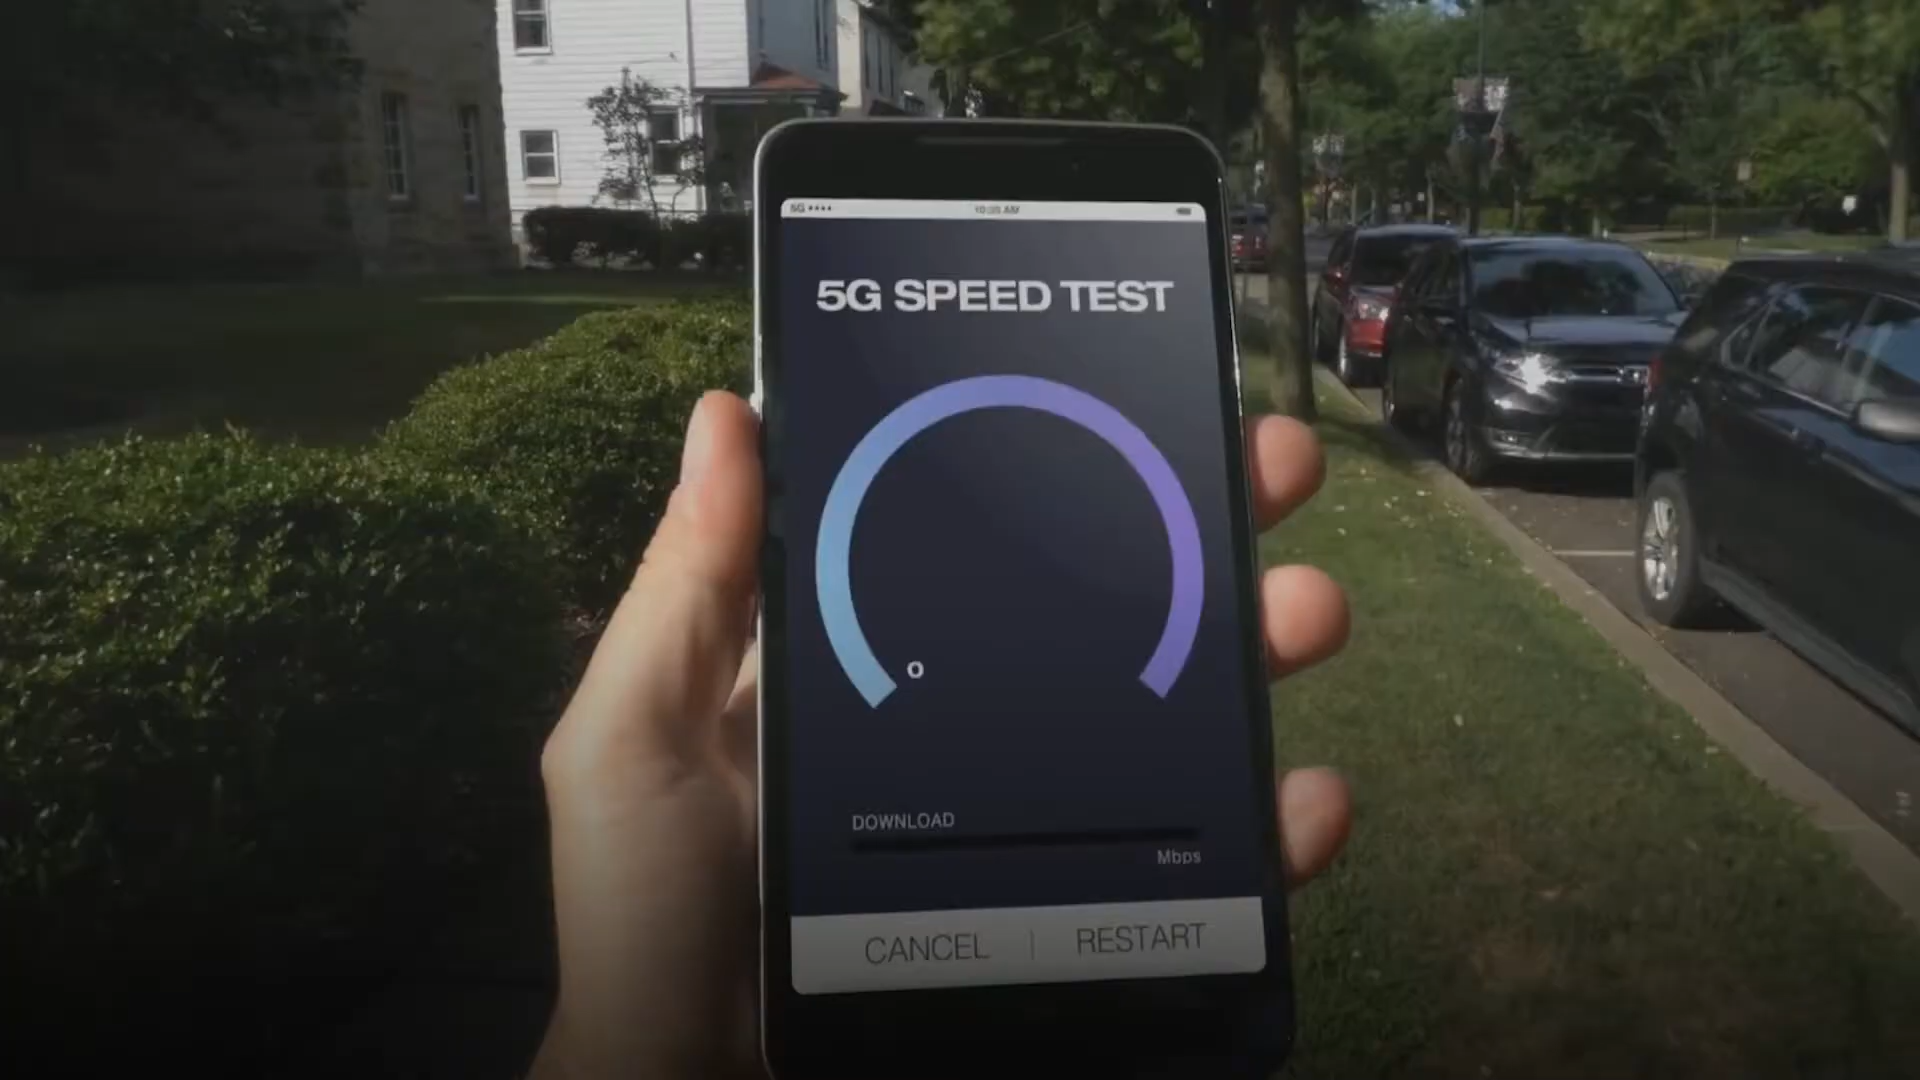 5G
5G SPEED TEST
0
DOWNLOAD
Mbps
CANCEL | RESTART